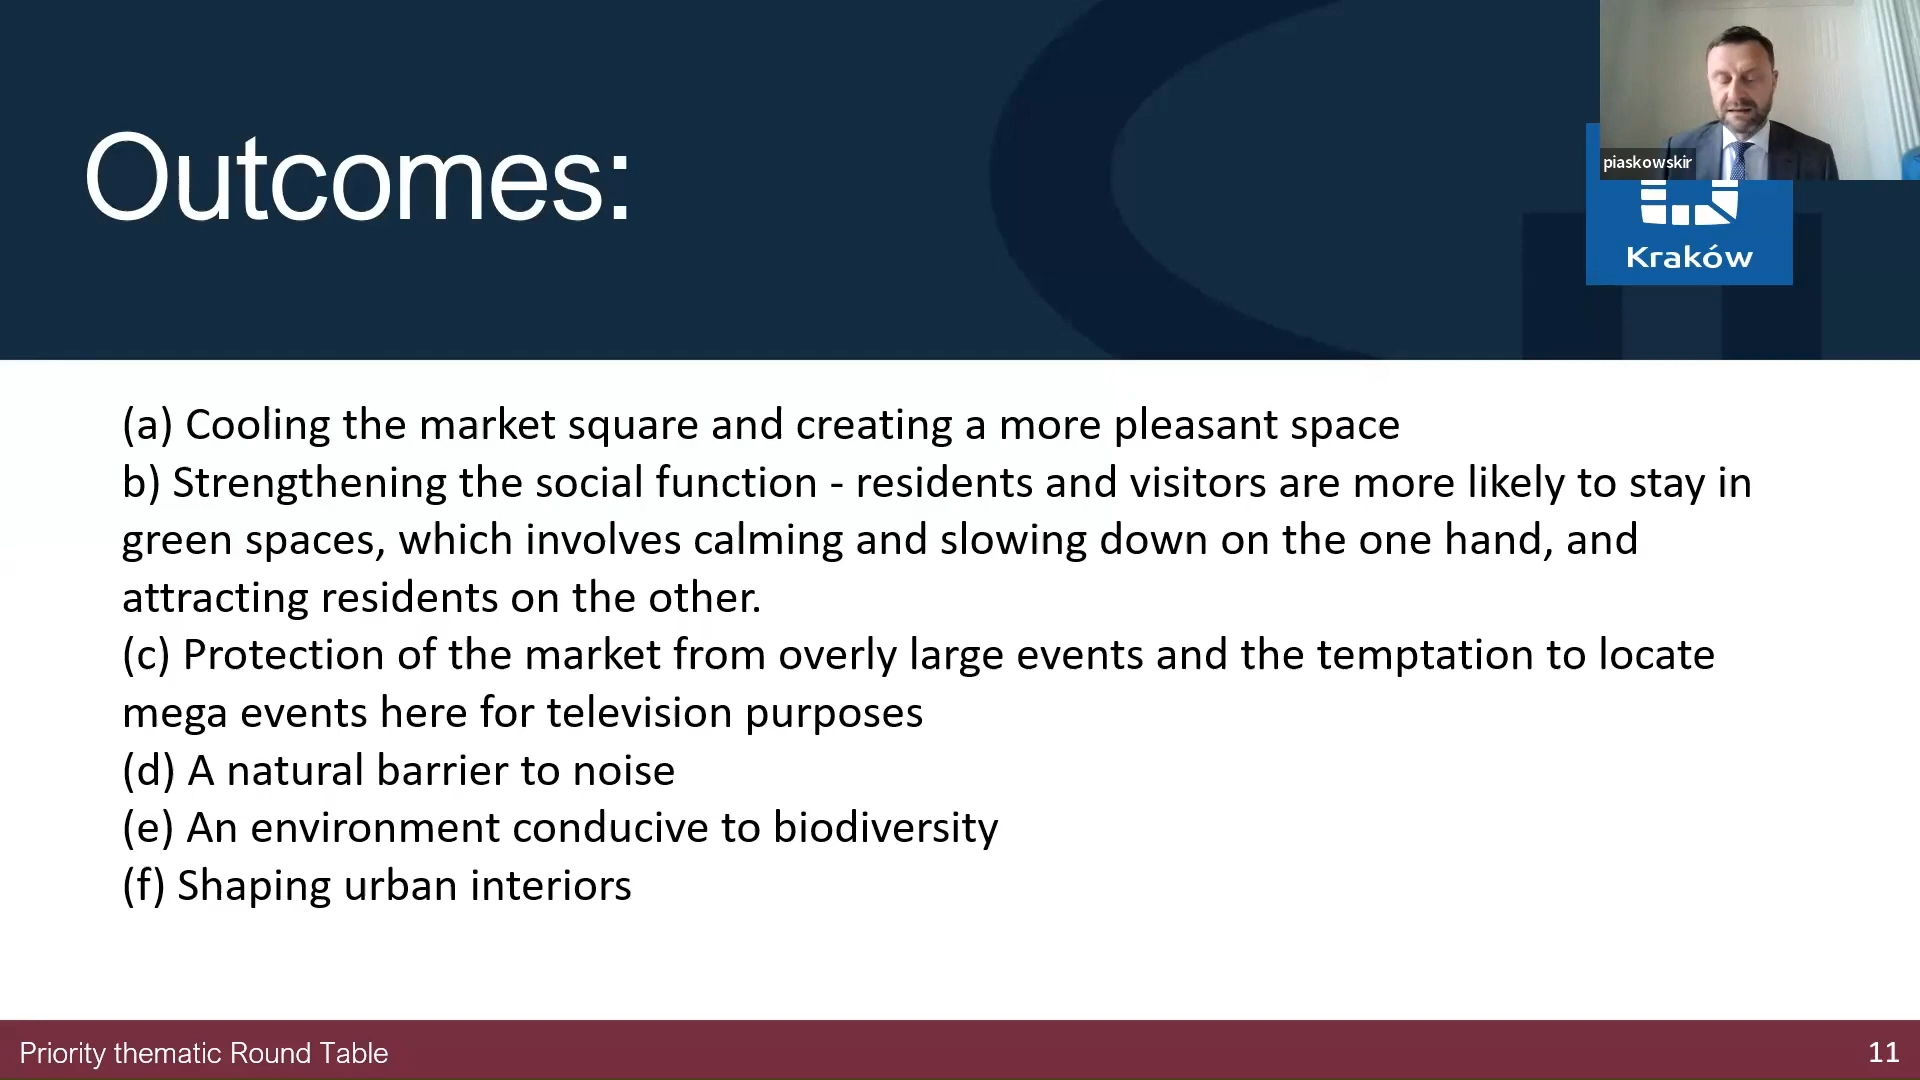 Outcomes:
piaskowskir
Kraków
(a) Cooling the market square and creating a more pleasant space
b) Strengthening the social function - residents and visitors are more likely to stay in
green spaces, which involves calming and slowing down on the one hand, and
attracting residents on the other.
(c) Protection of the market from overly large events and the temptation to locate
mega events here for television purposes
(d) A natural barrier to noise
(e) An environment conducive to biodiversity
(f) Shaping urban interiors
Priority thematic Round Table
11